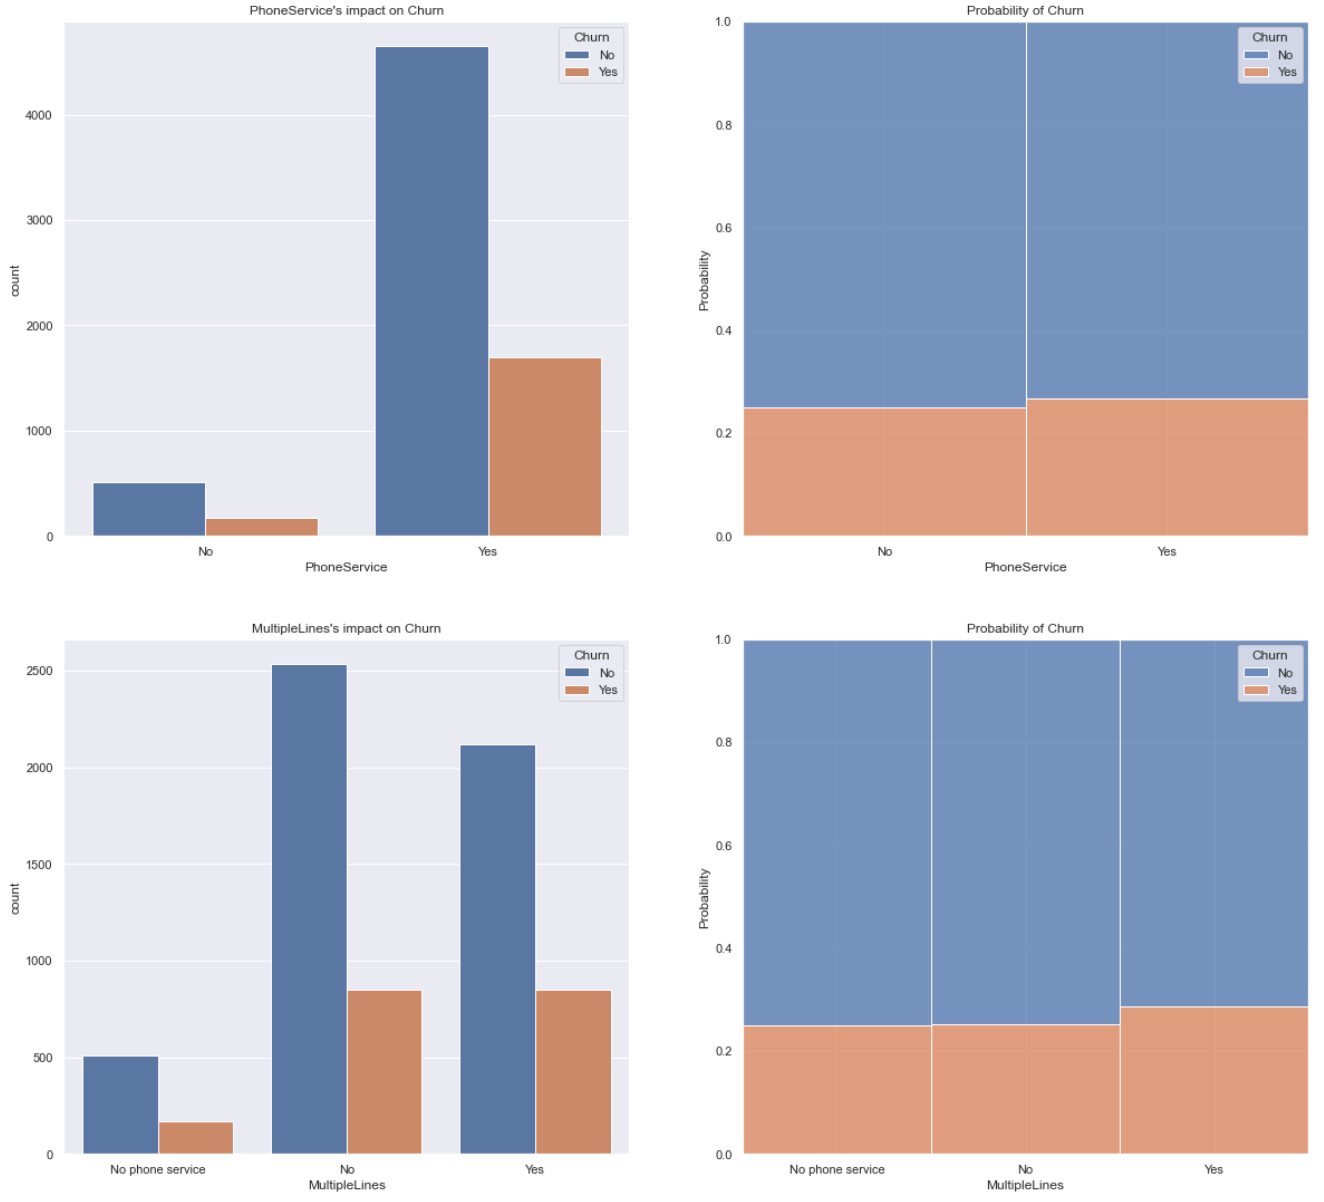 PhoneService's impact on Churn
Churn
No
Yes
4000
3000
2000
1000
0
count
No
Yes
PhoneService
Probability of Churn
Churn
No
Yes
1.0
0.8
0.6
0.4
0.2
0.0
Probability
No
Yes
PhoneService
MultipleLines's impact on Churn
Churn
No
Yes
2500
2000
1500
1000
500
0
count
No phone service
No
Yes
MultipleLines
Probability of Churn
Churn
No
Yes
1.0
0.8
0.6
0.4
0.2
0.0
Probability
No phone service
No
Yes
MultipleLines